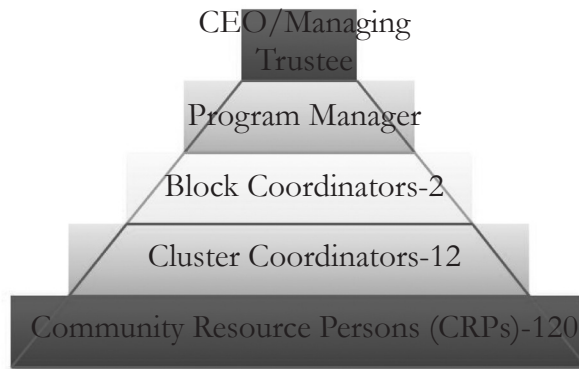 CEO/Managing
Trustee
Program Manager
Block Coordinators-2
Cluster Coordinators-12
Community Resource Persons (CRPs)-120